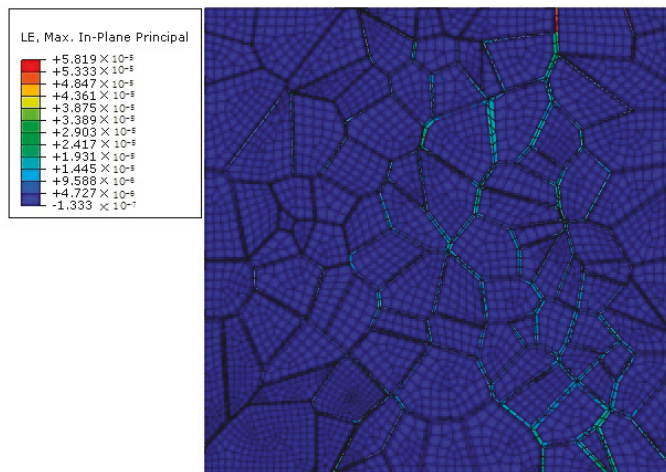 LE, Max. In-Plane Principal
+5.819 × 10⁻⁵
+5.333 × 10⁻⁵
+4.847 × 10⁻⁵
+4.361 × 10⁻⁵
+3.875 × 10⁻⁵
+3.389 × 10⁻⁵
+2.903 × 10⁻⁵
+2.417 × 10⁻⁵
+1.931 × 10⁻⁵
+1.445 × 10⁻⁵
+9.588 × 10⁻⁶
+4.727 × 10⁻⁶
-1.333 × 10⁻⁷